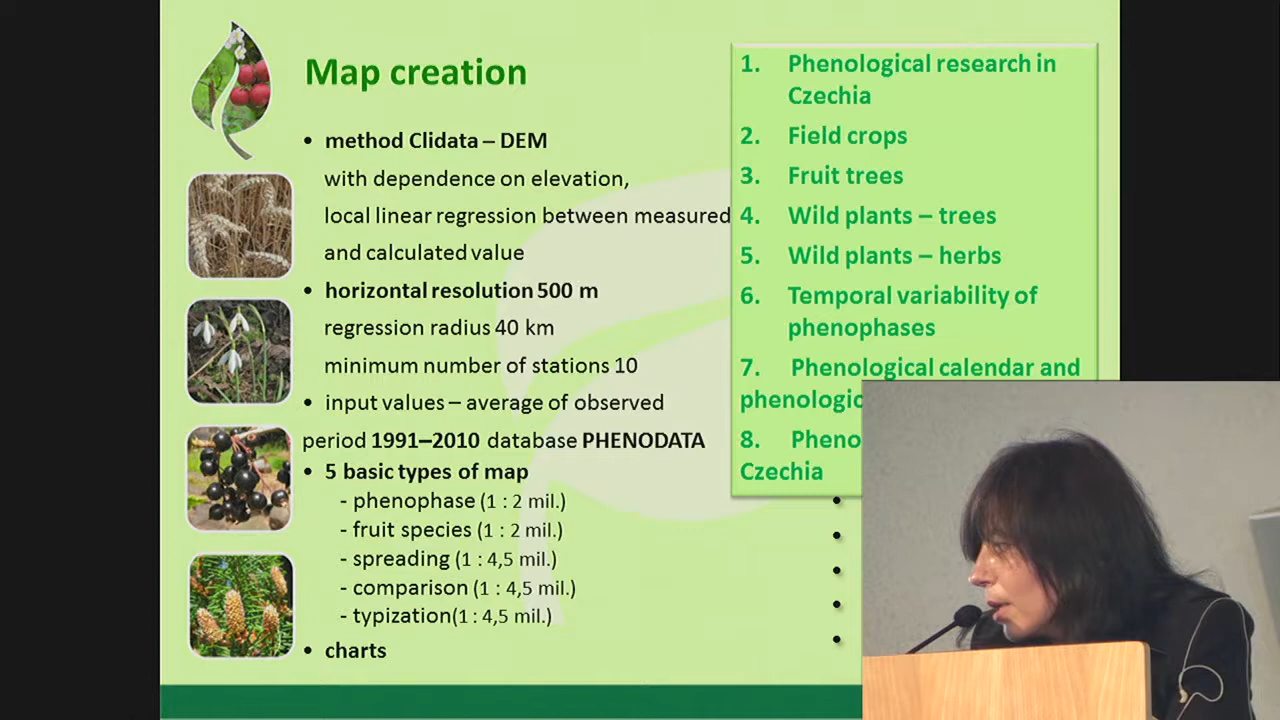 Map creation
• method Clidata – DEM
with dependence on elevation,
local linear regression between measured
and calculated value
• horizontal resolution 500 m
regression radius 40 km
minimum number of stations 10
• input values – average of observed
period 1991–2010 database PHENODATA
• 5 basic types of map
- phenophase (1 : 2 mil.)
- fruit species (1 : 2 mil.)
- spreading (1 : 4,5 mil.)
- comparison (1 : 4,5 mil.)
- typization(1 : 4,5 mil.)
• charts
1. Phenological research in
Czechia
2. Field crops
3. Fruit trees
4. Wild plants – trees
5. Wild plants – herbs
6. Temporal variability of
phenophases
7. Phenological calendar and
phenologic
8. Pheno
Czechia